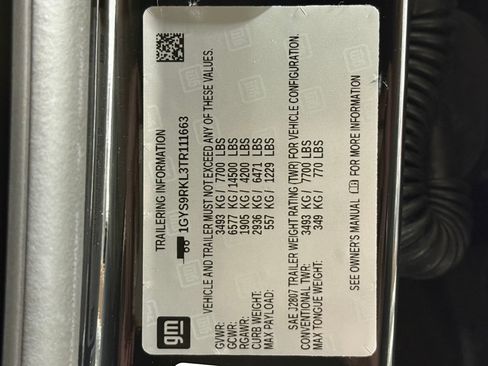 gm
TRAILERING INFORMATION
1GYS9RKL3TR111663
VEHICLE AND TRAILER MUST NOT EXCEED ANY OF THESE VALUES.
GVWR: 3493 KG/ 7700 LBS
GCWR: 6577 KG/14500 LBS
RGAWR: 1905 KG/ 4200 LBS
CURB WEIGHT: 2936 KG/ 6471 LBS
MAX PAYLOAD: 557 KG/ 1229 LBS
SAE J2807 TRAILER WEIGHT RATING (TWR) FOR VEHICLE CONFIGURATION.
CONVENTIONAL TWR: 3493 KG/ 7700 LBS
MAX TONGUE WEIGHT: 349 KG/ 770 LBS
SEE OWNER'S MANUAL FOR MORE INFORMATION